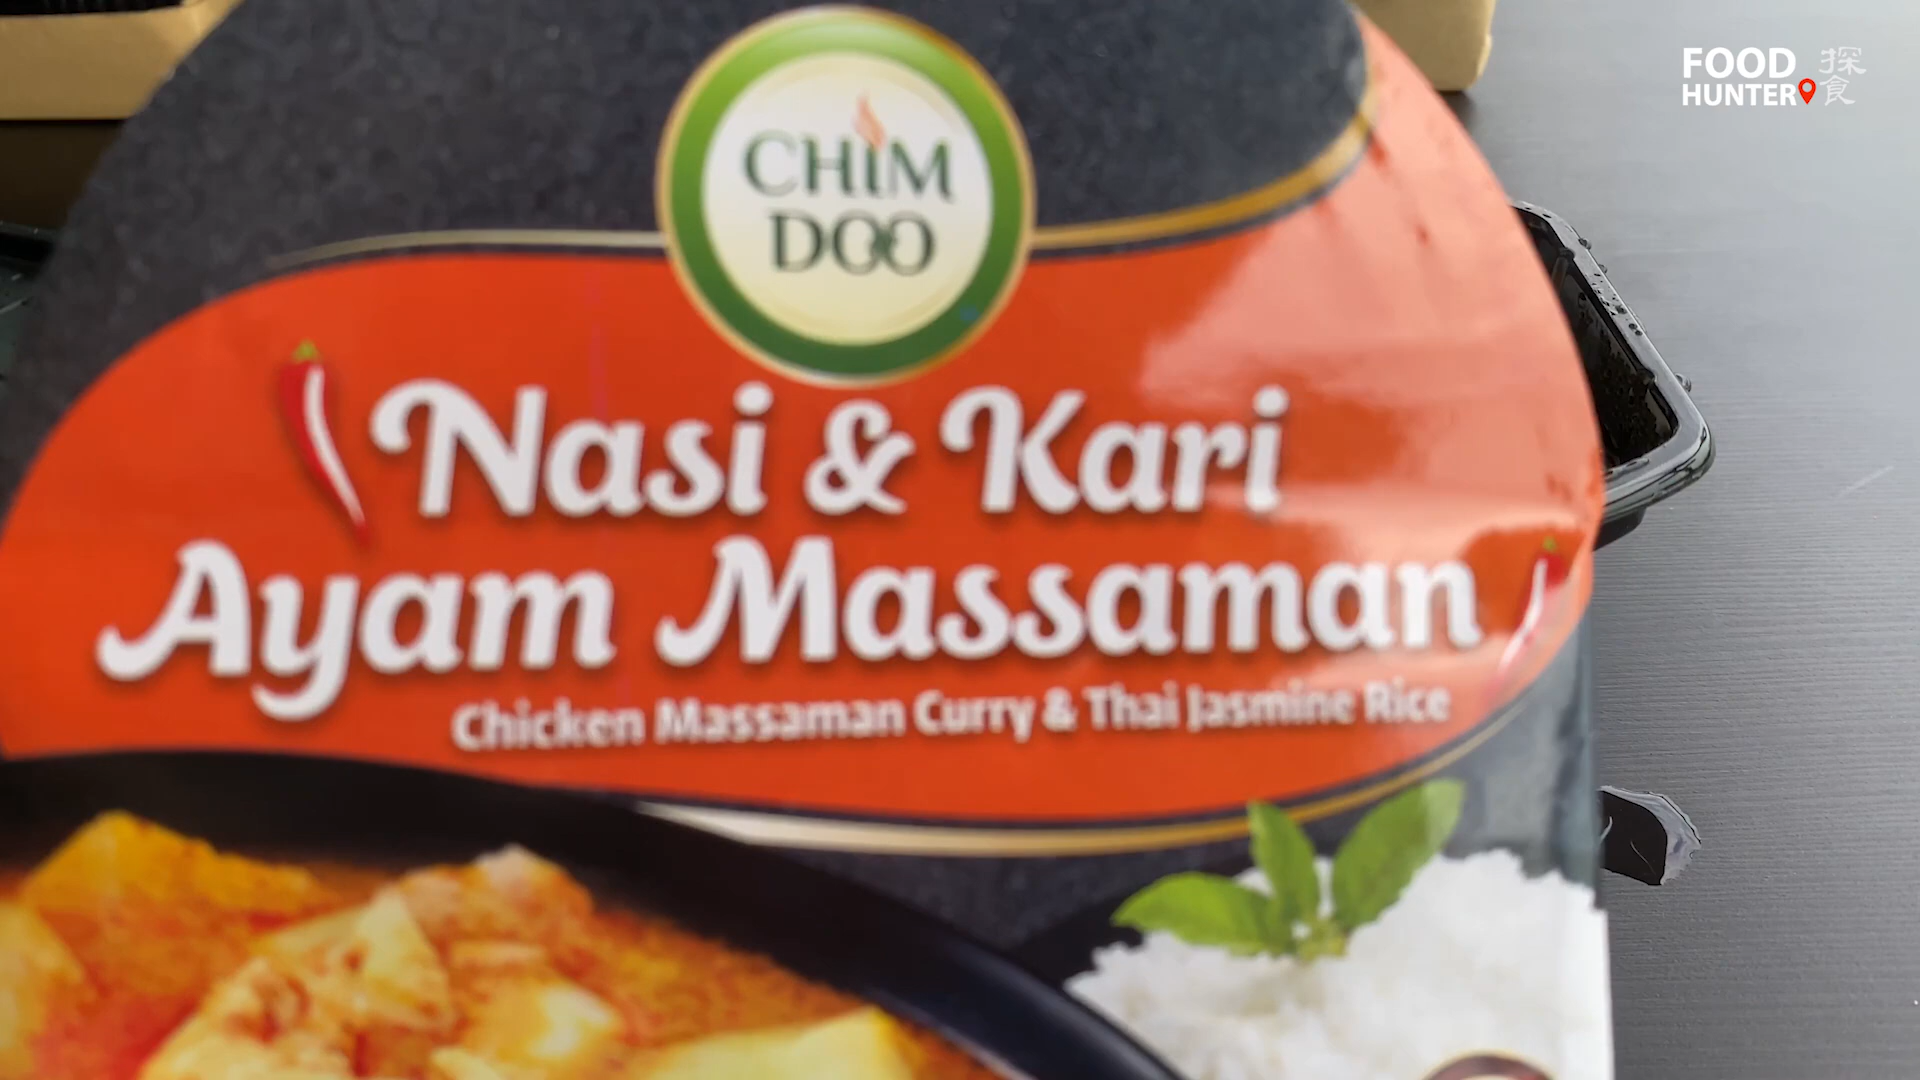 FOOD
HUNTER
探食
CHIM
DOO
Nasi & Kari
Ayam Massaman
Chicken Massaman Curry & Thai Jasmine Rice